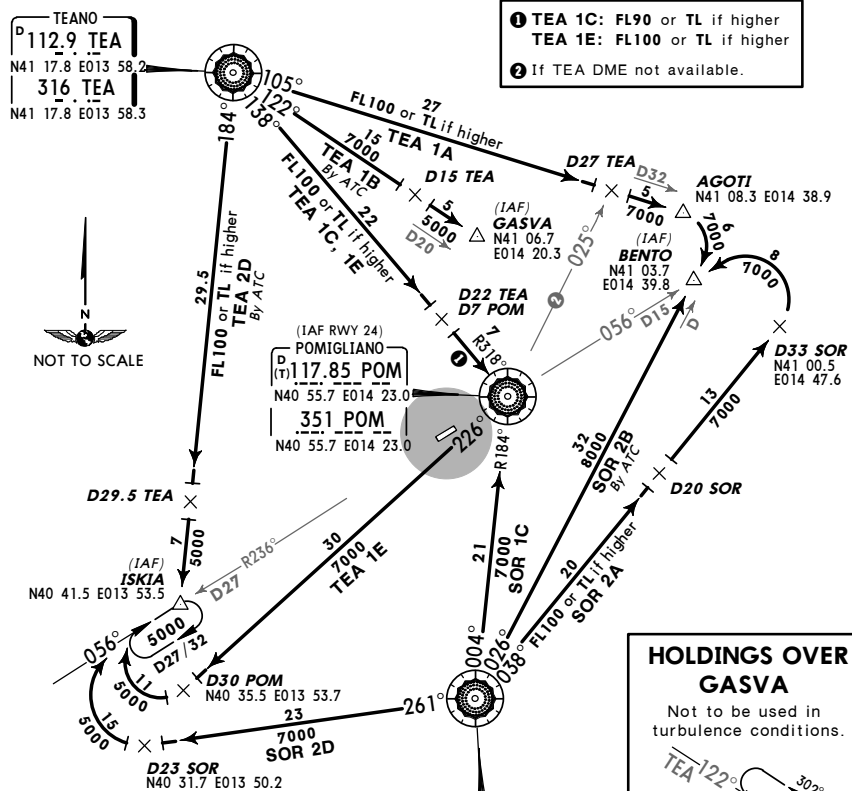 TEANO
D 112.9 TEA
N41 17.8 E013 58.2
316 TEA
N41 17.8 E013 58.3
❶ TEA 1C: FL90 or TL if higher
TEA 1E: FL100 or TL if higher
❷ If TEA DME not available.
105°
122°
138°
184°
27
FL100 or TL if higher
TEA 1A
15
7000
TEA 1B
By ATC
22
FL100 or TL if higher
TEA 1C, 1E
29.5
FL100 or TL if higher
TEA 2D
By ATC
D15 TEA
5
5000
D20
(IAF)
GASVA
N41 06.7
E014 20.3
D27 TEA
D32
5
7000
AGOTI
N41 08.3 E014 38.9
6
7000
(IAF)
BENTO
N41 03.7
E014 39.8
8
7000
025°
❷
056°
D15
D
D33 SOR
N41 00.5
E014 47.6
N
NOT TO SCALE
D22 TEA
D7 POM
7
R318°
❶
(IAF RWY 24)
POMIGLIANO
D
(T) 117.85 POM
N40 55.7 E014 23.0
351 POM
N40 55.7 E014 23.0
226°
R184°
13
7000
32
8000
SOR 2B
By ATC
D20 SOR
20
FL100 or TL if higher
SOR 2A
21
7000
SOR 1C
30
7000
TEA 1E
D29.5 TEA
7
5000
(IAF)
ISKIA
N40 41.5 E013 53.5
R236°
D27
056°
5000
D27/32
11
5000
D30 POM
N40 35.5 E013 53.7
15
5000
004°
026°
038°
261°
23
7000
SOR 2D
D23 SOR
N40 31.7 E013 50.2
HOLDINGS OVER
GASVA
Not to be used in
turbulence conditions.
TEA 122°
302°